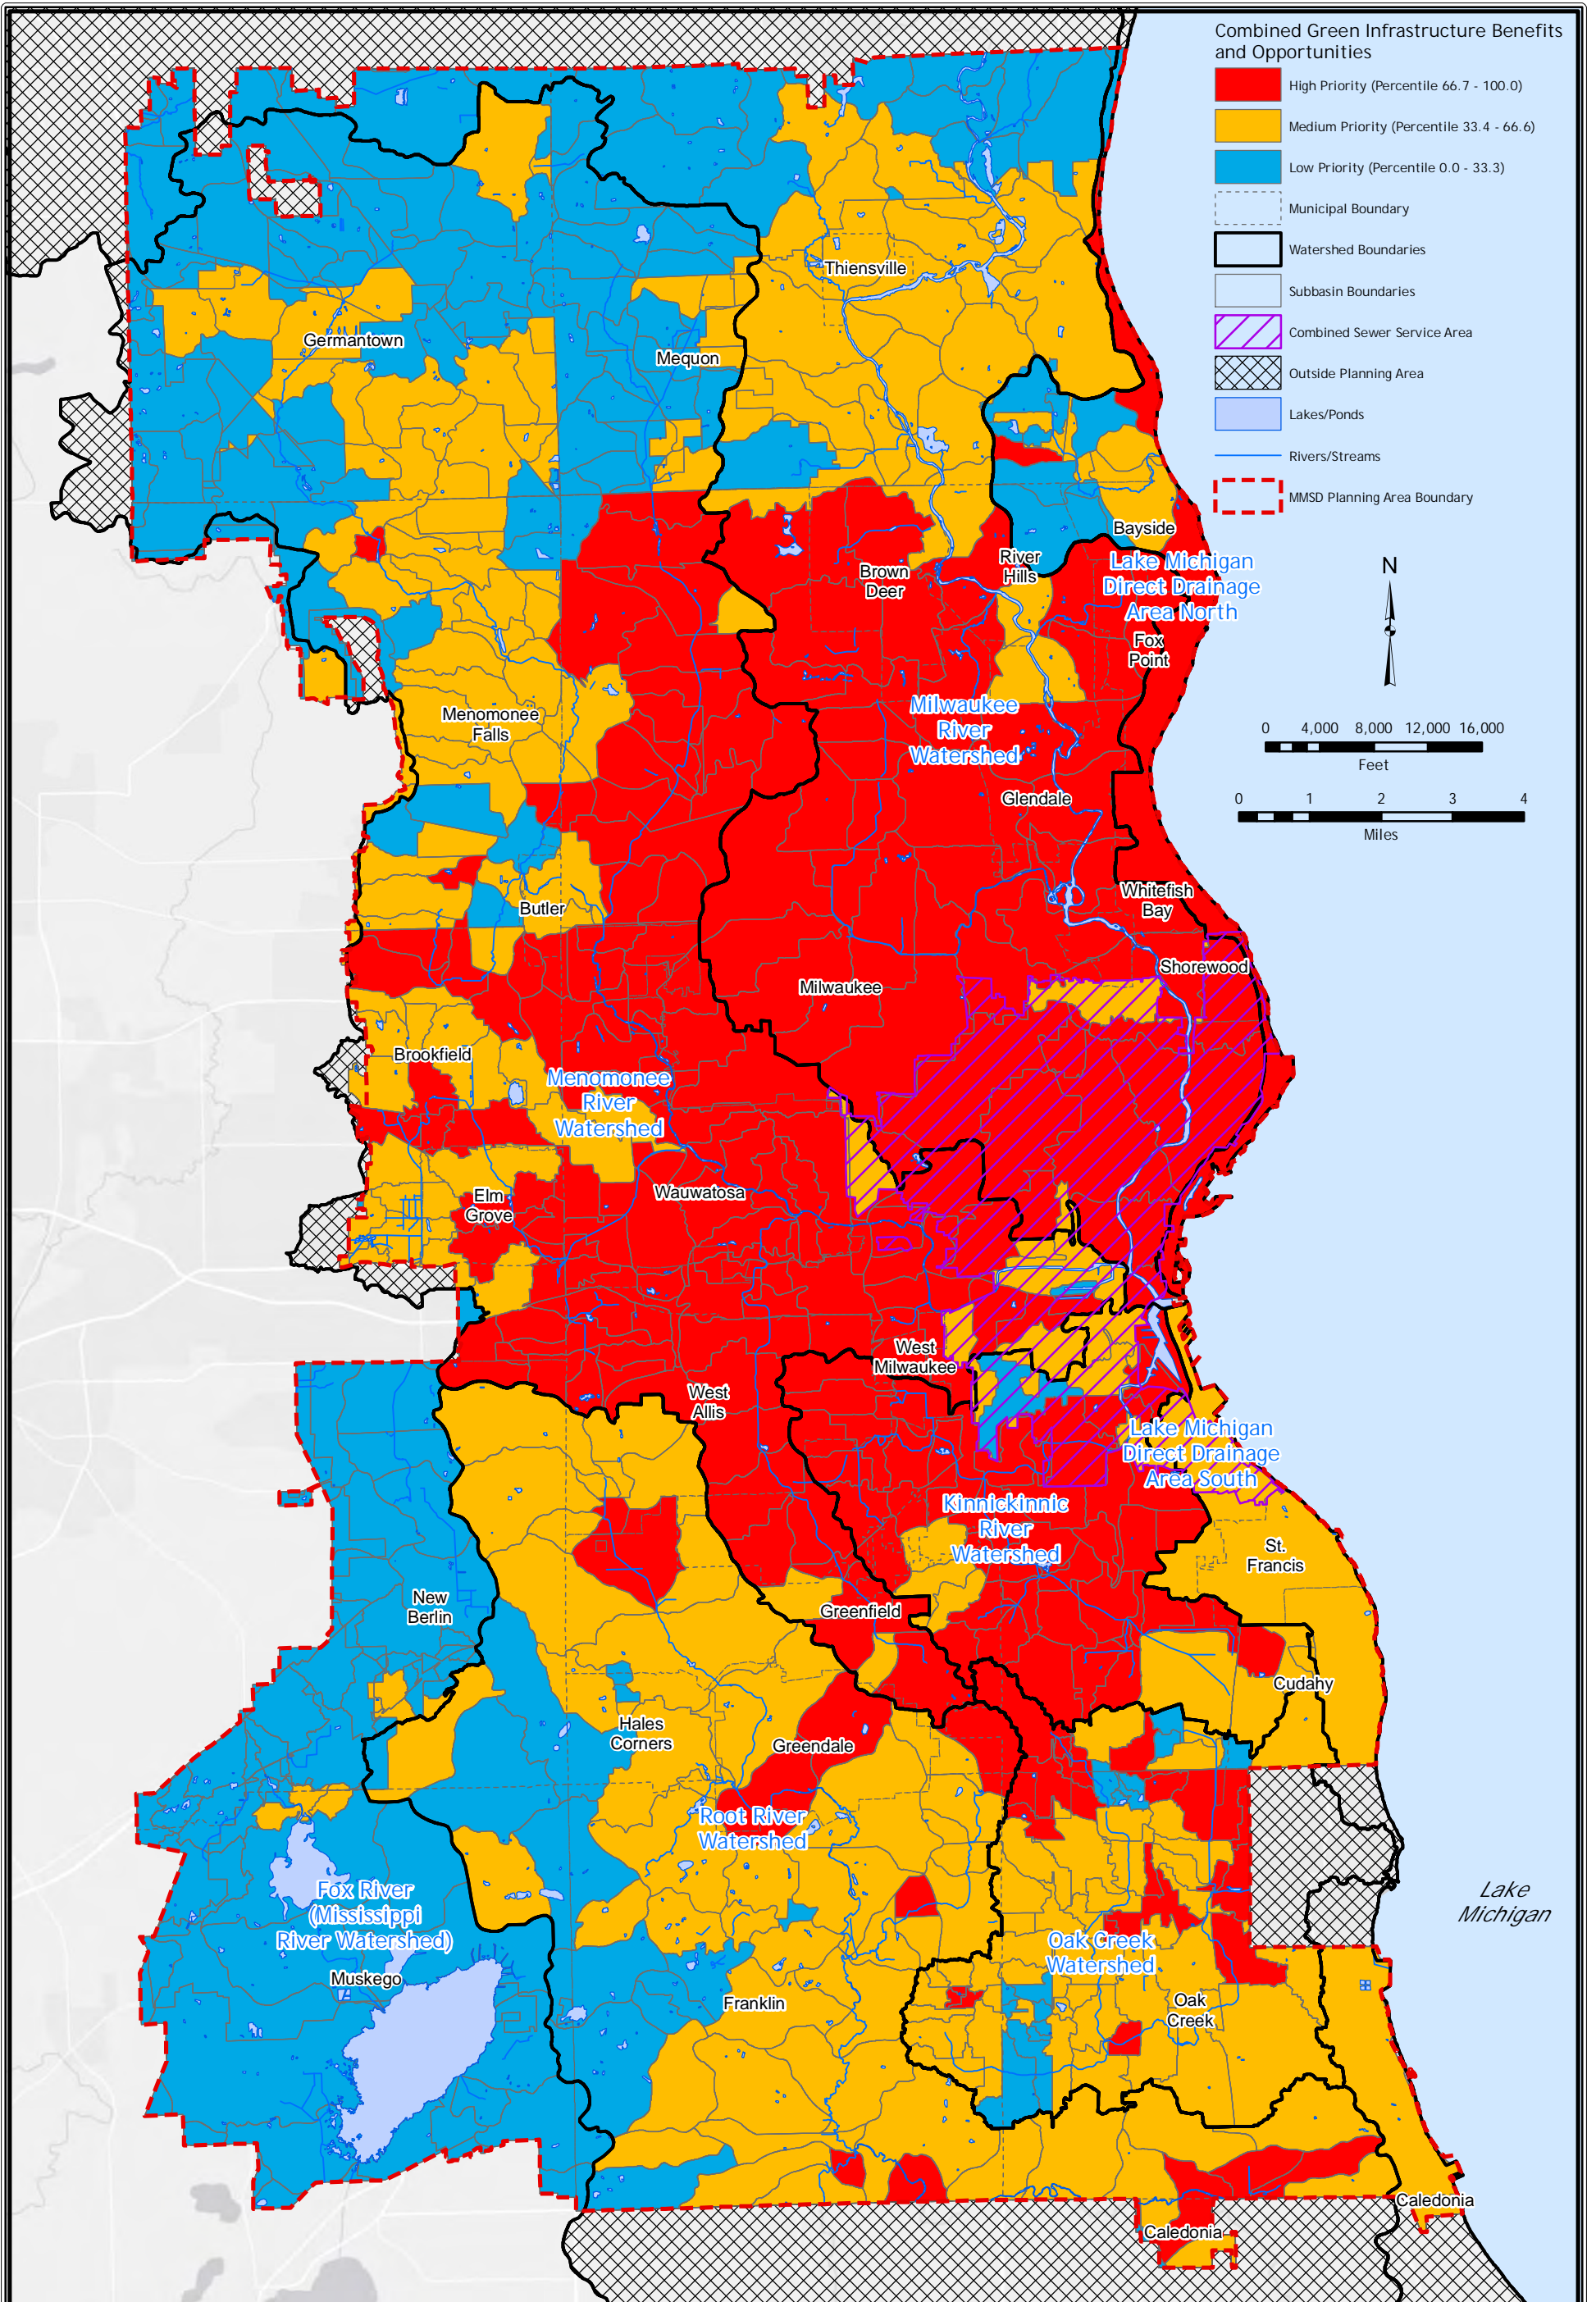 Combined Green Infrastructure Benefits
and Opportunities
High Priority (Percentile 66.7 - 100.0)
Medium Priority (Percentile 33.4 - 66.6)
Low Priority (Percentile 0.0 - 33.3)
Municipal Boundary
Watershed Boundaries
Subbasin Boundaries
Combined Sewer Service Area
Outside Planning Area
Lakes/Ponds
Rivers/Streams
MMSD Planning Area Boundary
N
0 4,000 8,000 12,000 16,000
Feet
0 1 2 3 4
Miles
Thiensville
Germantown
Mequon
Bayside
River
Hills
Brown
Deer
Lake Michigan
Direct Drainage
Area North
Fox
Point
Milwaukee
River
Watershed
Menomonee
Falls
Glendale
Whitefish
Bay
Butler
Shorewood
Milwaukee
Brookfield
Menomonee
River
Watershed
Wauwatosa
Elm
Grove
West
Milwaukee
West
Allis
Lake Michigan
Direct Drainage
Area South
Kinnickinnic
River
Watershed
St.
Francis
New
Berlin
Greenfield
Cudahy
Hales
Corners
Greendale
Root River
Watershed
Fox River
(Mississippi
River Watershed)
Lake
Michigan
Oak Creek
Watershed
Muskego
Franklin
Oak
Creek
Caledonia
Caledonia